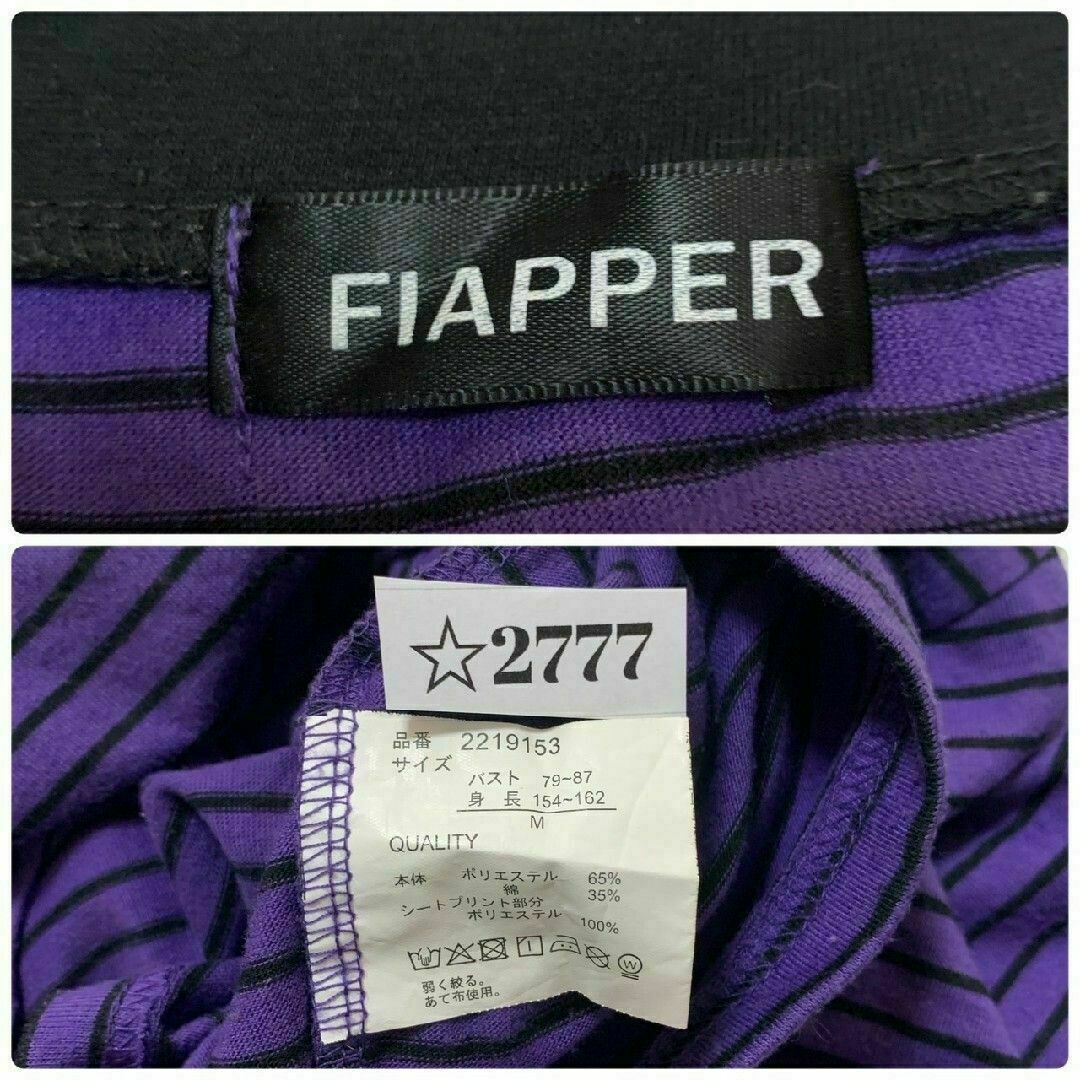 FIAPPER
☆2777
品番 2219153
サイズ
バスト 79~87
身長 154~162
M
QUALITY
本体 ポリエステル 65%
綿 35%
シートプリント部分
ポリエステル 100%
W
弱く絞る。
あて布使用。